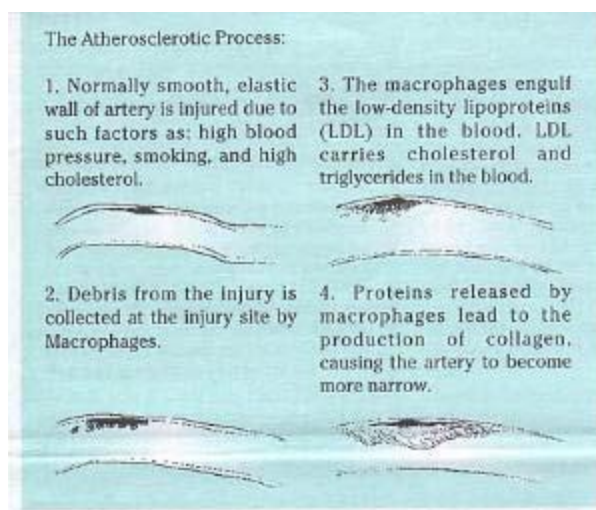 The Atherosclerotic Process:
1. Normally smooth, elastic
wall of artery is injured due to
such factors as: high blood
pressure, smoking, and high
cholesterol.
2. Debris from the injury is
collected at the injury site by
Macrophages.
3. The macrophages engulf
the low-density lipoproteins
(LDL) in the blood. LDL
carries cholesterol and
triglycerides in the blood.
4. Proteins released by
macrophages lead to the
production of collagen,
causing the artery to become
more narrow.